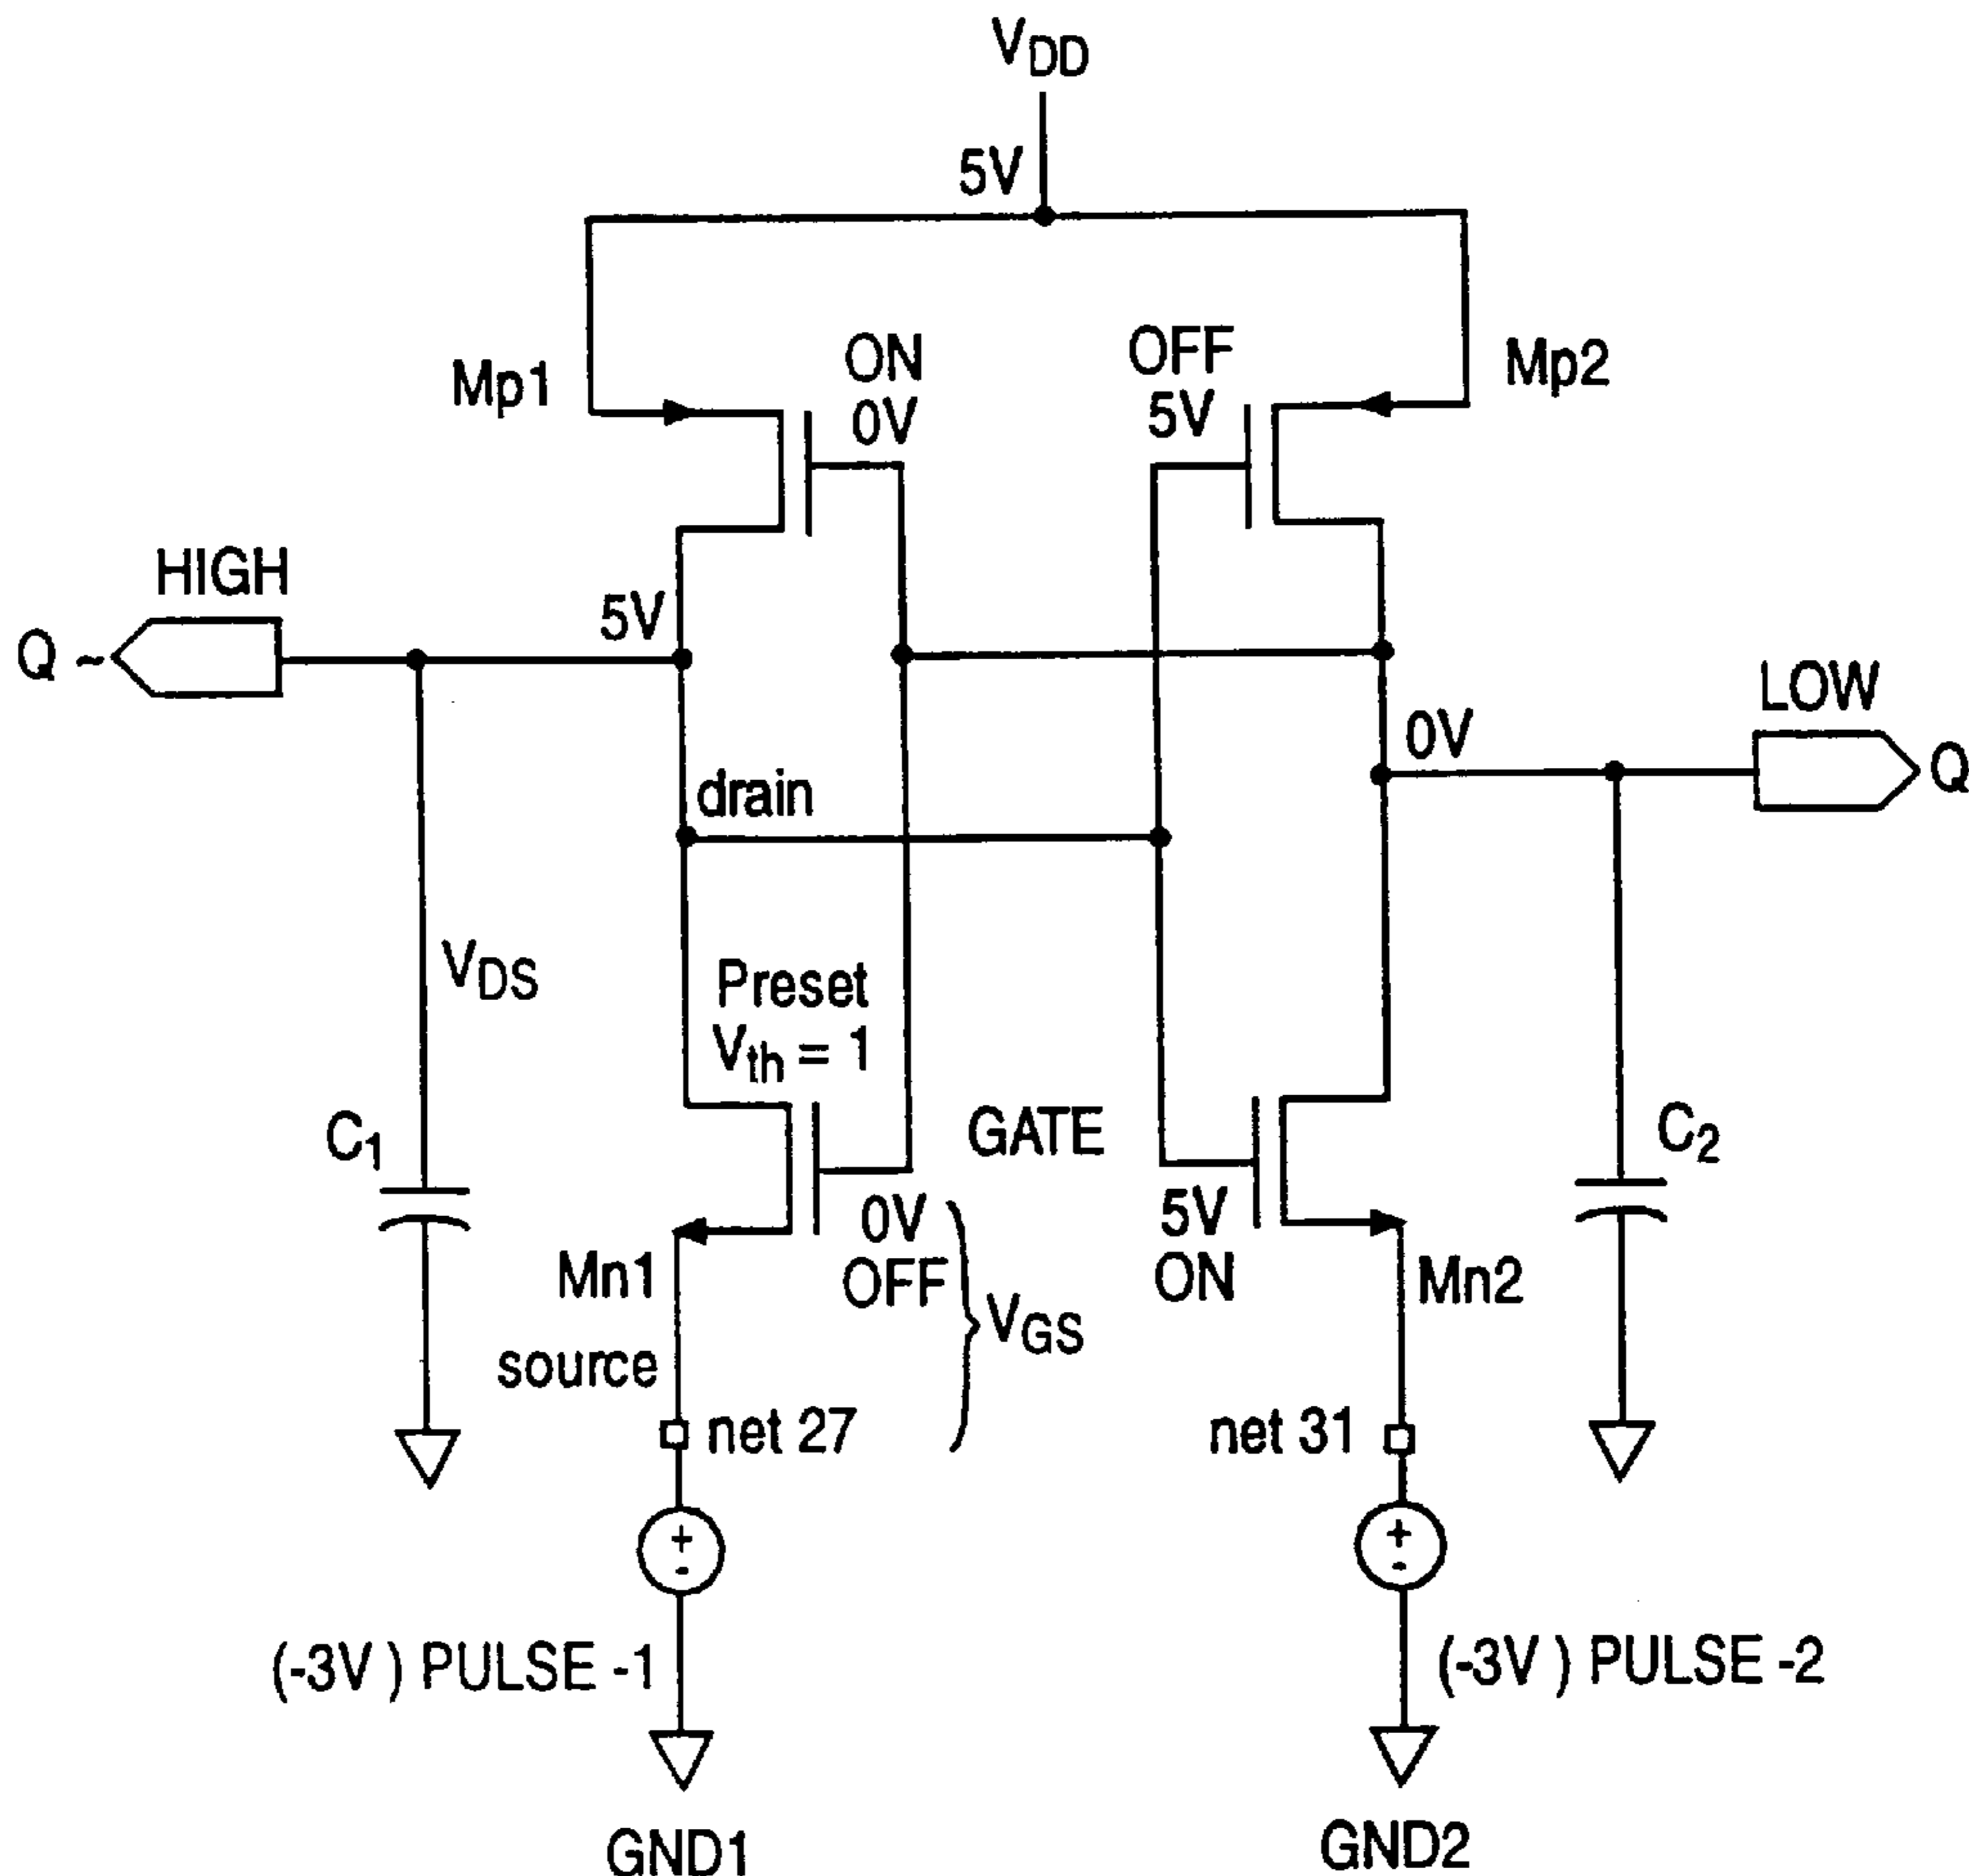 VDD
5V
Mp1
ON
0V
OFF
5V
Mp2
HIGH
Q ~
5V
LOW
0V
Q
drain
VDS
Preset
Vth = 1
C1
GATE
C2
0V
OFF
VGS
5V
ON
Mn1
Mn2
source
net 27
net 31
+
-
+
-
(-3V ) PULSE -1
(-3V ) PULSE -2
GND1
GND2